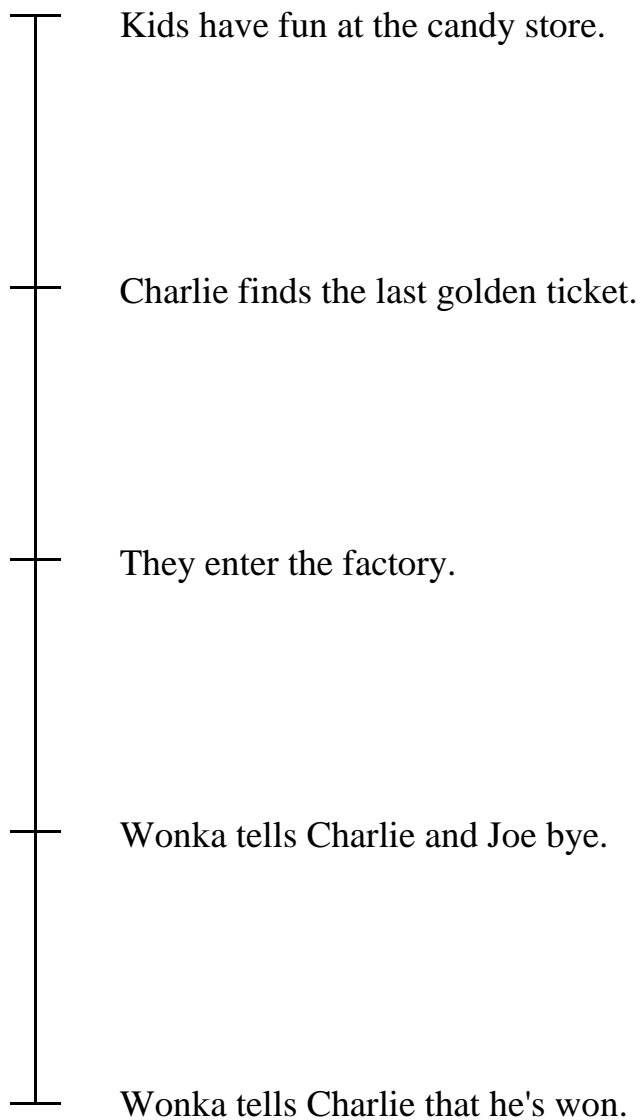 Kids have fun at the candy store.
Charlie finds the last golden ticket.
They enter the factory.
Wonka tells Charlie and Joe bye.
Wonka tells Charlie that he's won.